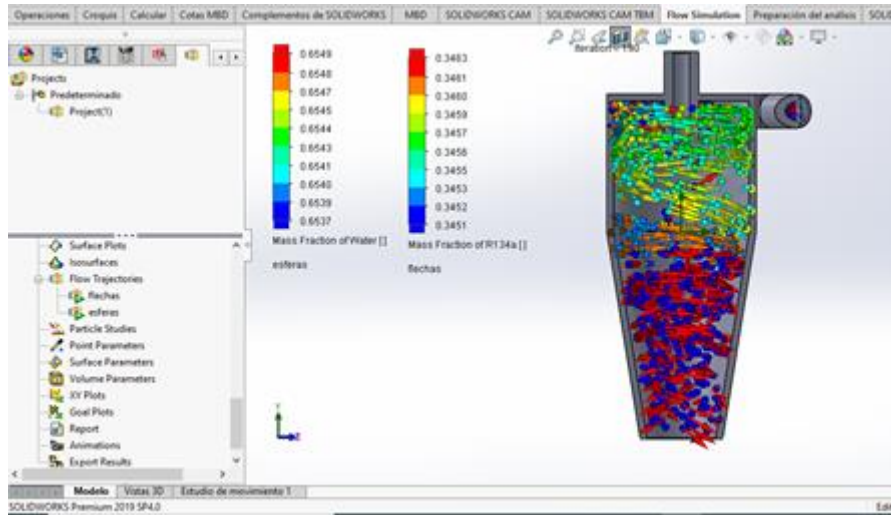 Operaciones Croquis Calcular Cotas MBD Complementos de SOLIDWORKS MBD SOLIDWORKS CAM SOLIDWORKS CAM TBM Flow Simulation Preparación del análisis
iteration = 190
Projects
Predeterminado
Project(1)
Surface Plots
Isosurfaces
Flow Trajectories
flechas
esferas
Particle Studies
Point Parameters
Surface Parameters
Volume Parameters
XY Plots
Goal Plots
Report
Animations
Export Results
0.6549
0.6548
0.6547
0.6545
0.6544
0.6543
0.6541
0.6540
0.6539
0.6537
Mass Fraction of Water [ ]
esferas
0.3463
0.3461
0.3460
0.3459
0.3457
0.3456
0.3455
0.3453
0.3452
0.3451
Mass Fraction of R134a [ ]
flechas
Modelo Vistas 3D Estudio de movimiento 1
SOLIDWORKS Premium 2019 SP4.0